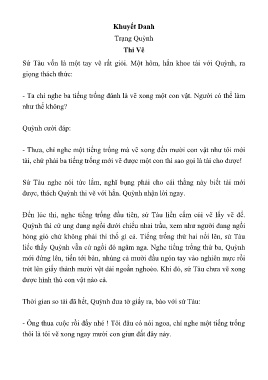 Khuyết Danh
Trạng Quỳnh
Thi Vẽ
Sứ Tàu vốn là một tay vẽ rất giỏi. Một hôm, hắn khoe tài với Quỳnh, ra
giọng thách thức:
- Ta chỉ nghe ba tiếng trống đánh là vẽ xong một con vật. Ngươi có thể làm
như thế không?
Quỳnh cười đáp:
- Thưa, chỉ nghe một tiếng trống mà vẽ xong đến mười con vật như tôi mới
tài, chứ phải ba tiếng trống mới vẽ được một con thì sao gọi là tài cho được!
Sứ Tàu nghe nói tức lắm, nghĩ bụng phải cho cái thằng này biết tài mới
được, thách Quỳnh thi vẽ với hắn. Quỳnh nhận lời ngay.
Đến lúc thi, nghe tiếng trống đầu tiên, sứ Tàu liền cắm cúi vẽ lấy vẽ để.
Quỳnh thì cứ ung dung ngồi dưới chiếu nhai trầu, xem như người đang ngồi
hóng gió chứ không phải thi thố gì cả. Tiếng trống thứ hai nổi lên, sứ Tàu
liếc thấy Quỳnh vẫn cứ ngồi đó ngâm nga. Nghe tiếng trống thứ ba, Quỳnh
mới đứng lên, tiến tới bàn, nhúng cả mười đầu ngón tay vào nghiên mực rồi
trét lên giấy thành mười vật dài ngoằn nghoèo. Khi đó, sứ Tàu chưa vẽ xong
được hình thù con vật nào cả.
Thời gian so tài đã hết, Quỳnh đưa tờ giấy ra, bảo với sứ Tàu:
- Ông thua cuộc rồi đấy nhé ! Tôi đâu có nói ngoa, chỉ nghe một tiếng trống
thôi là tôi vẽ xong ngay mười con giun đất đây này.